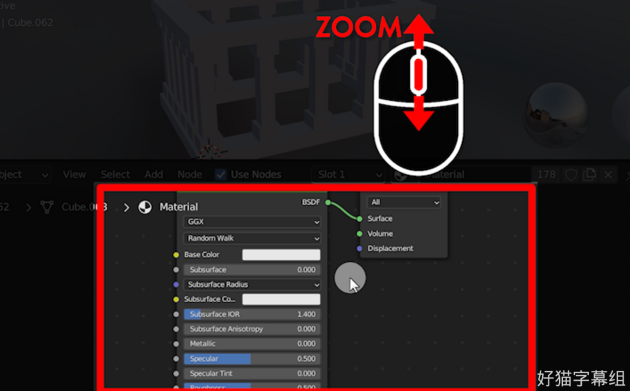 ove
| Cube.062
ZOOM
bject View Select Add Node Use Nodes Slot 1 Material 178
62 > Cube.063 > Material
BSDF All
GGX Surface
Random Walk Volume
Base Color Displacement
Subsurface 0.000
Subsurface Radius
Subsurface Co...
Subsurface IOR 1.400
Subsurface Anisotropy 0.000
Metallic 0.000
Specular 0.500
Specular Tint 0.000
Roughness 0.500
好猫字幕组